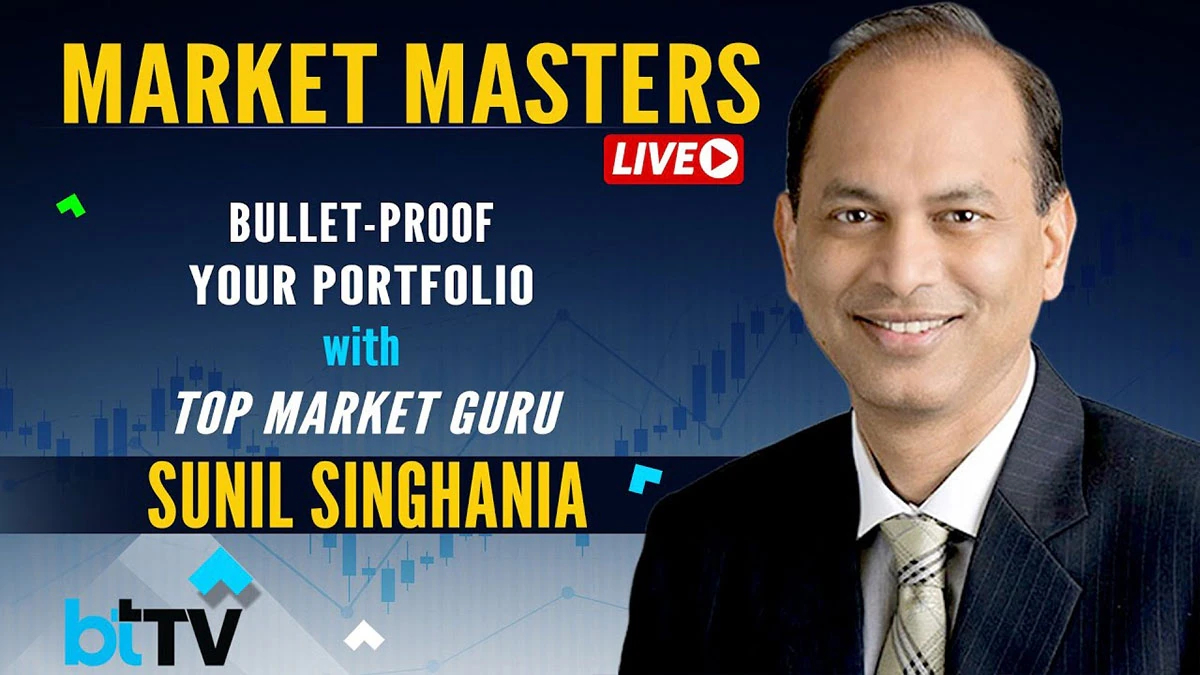 MARKET MASTERS
LIVE
BULLET-PROOF
YOUR PORTFOLIO
with
TOP MARKET GURU
SUNIL SINGHANIA
btTV